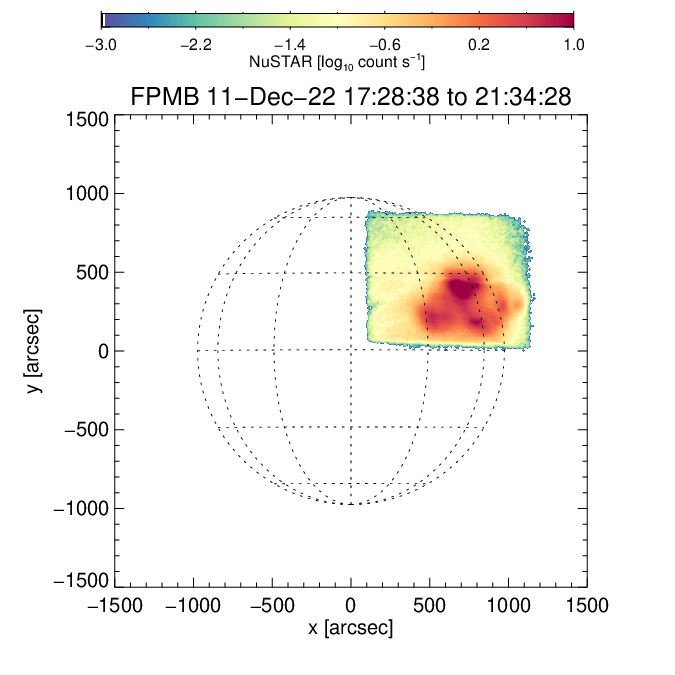 −3.0 −2.2 −1.4 −0.6 0.2 1.0
NuSTAR [log₁₀ count s⁻¹]
FPMB 11−Dec−22 17:28:38 to 21:34:28
1500
1000
500
0
−500
−1000
−1500
y [arcsec]
−1500 −1000 −500 0 500 1000 1500
x [arcsec]